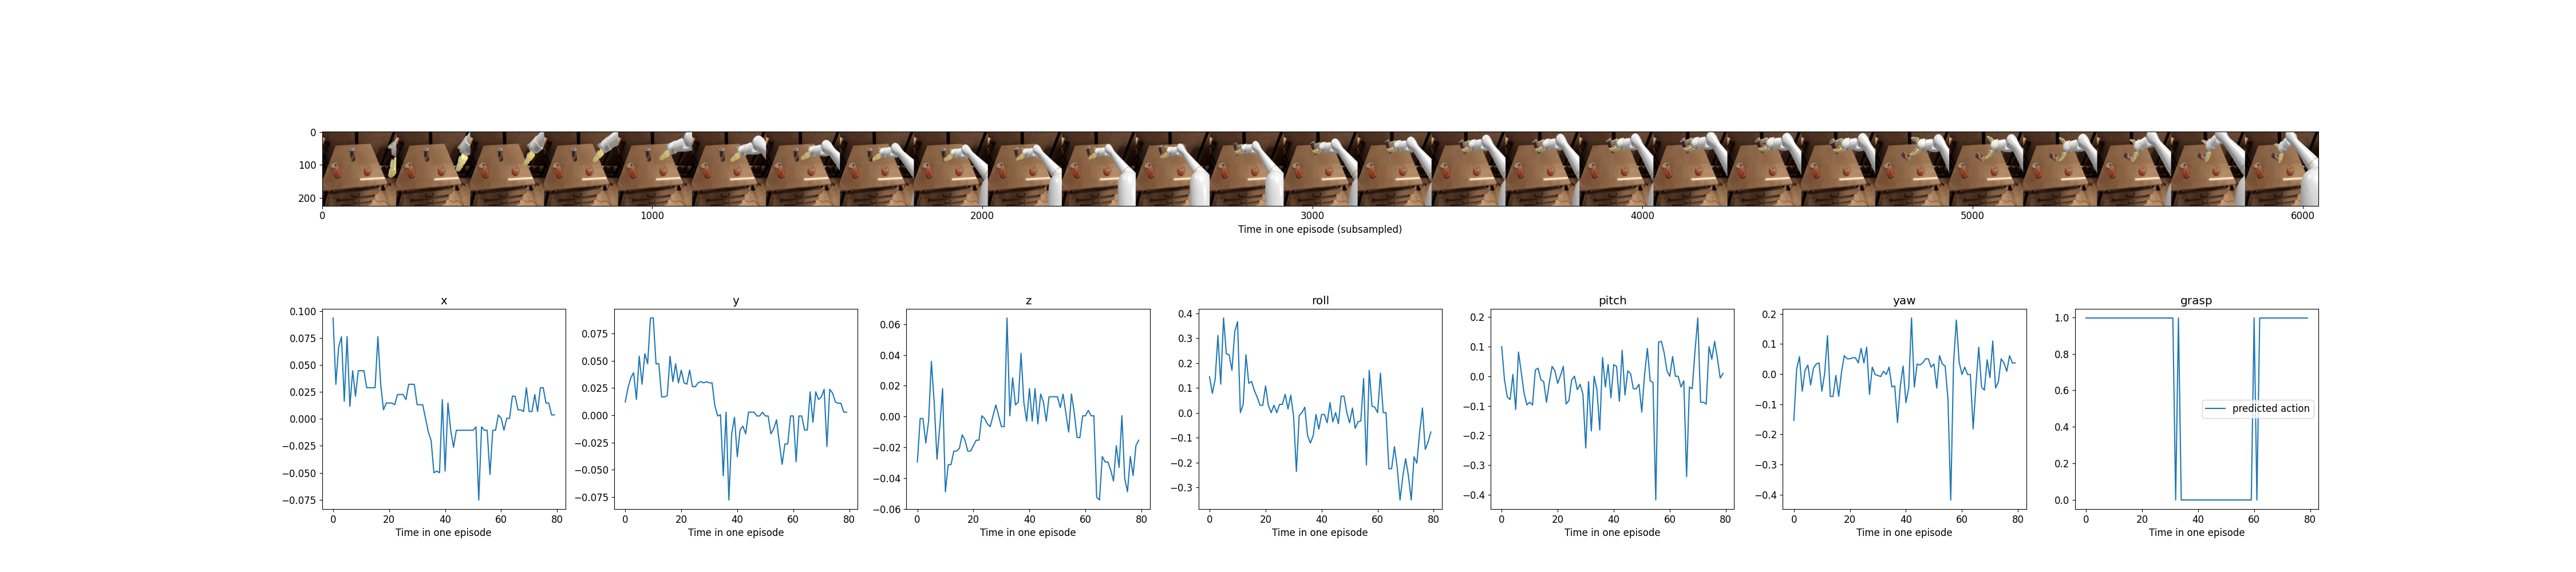 0
100
200
0 1000 2000 3000 4000 5000 6000
Time in one episode (subsampled)
x y z roll pitch yaw grasp
0.100
0.075
0.050
0.025
0.000
−0.025
−0.050
−0.075
0 20 40 60 80
Time in one episode
0.075
0.050
0.025
0.000
−0.025
−0.050
−0.075
0 20 40 60 80
Time in one episode
0.06
0.04
0.02
0.00
−0.02
−0.04
−0.06
0 20 40 60 80
Time in one episode
0.4
0.3
0.2
0.1
0.0
−0.1
−0.2
−0.3
0 20 40 60 80
Time in one episode
0.2
0.1
0.0
−0.1
−0.2
−0.3
−0.4
0 20 40 60 80
Time in one episode
0.2
0.1
0.0
−0.1
−0.2
−0.3
−0.4
0 20 40 60 80
Time in one episode
1.0
0.8
0.6
0.4
0.2
0.0
predicted action
0 20 40 60 80
Time in one episode